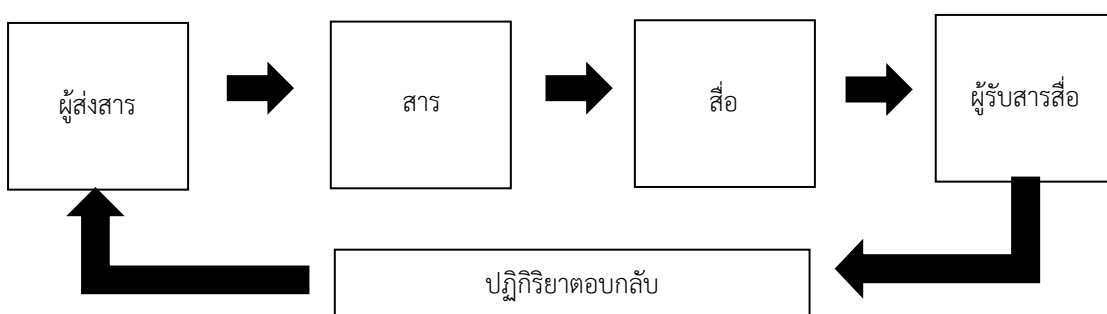 ผู้ส่งสาร
สาร
สื่อ
ผู้รับสารสื่อ
ปฏิกิริยาตอบกลับ